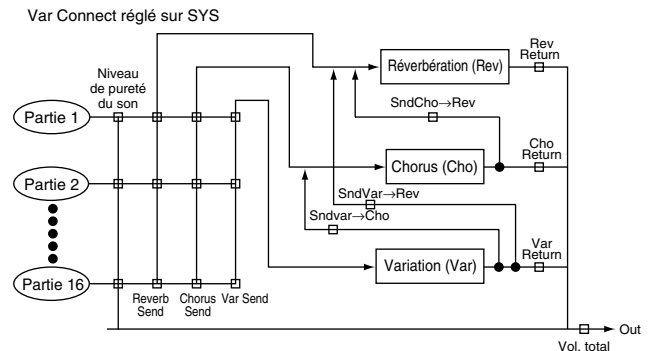 Var Connect réglé sur SYS
Rev
Return
Niveau
de pureté
du son
Réverbération (Rev)
SndCho→Rev
Partie 1
Cho
Return
Chorus (Cho)
Partie 2
SndVar→Rev
Sndvar→Cho
Var
Return
Variation (Var)
Partie 16
Reverb
Send
Chorus
Send
Var Send
Out
Vol. total